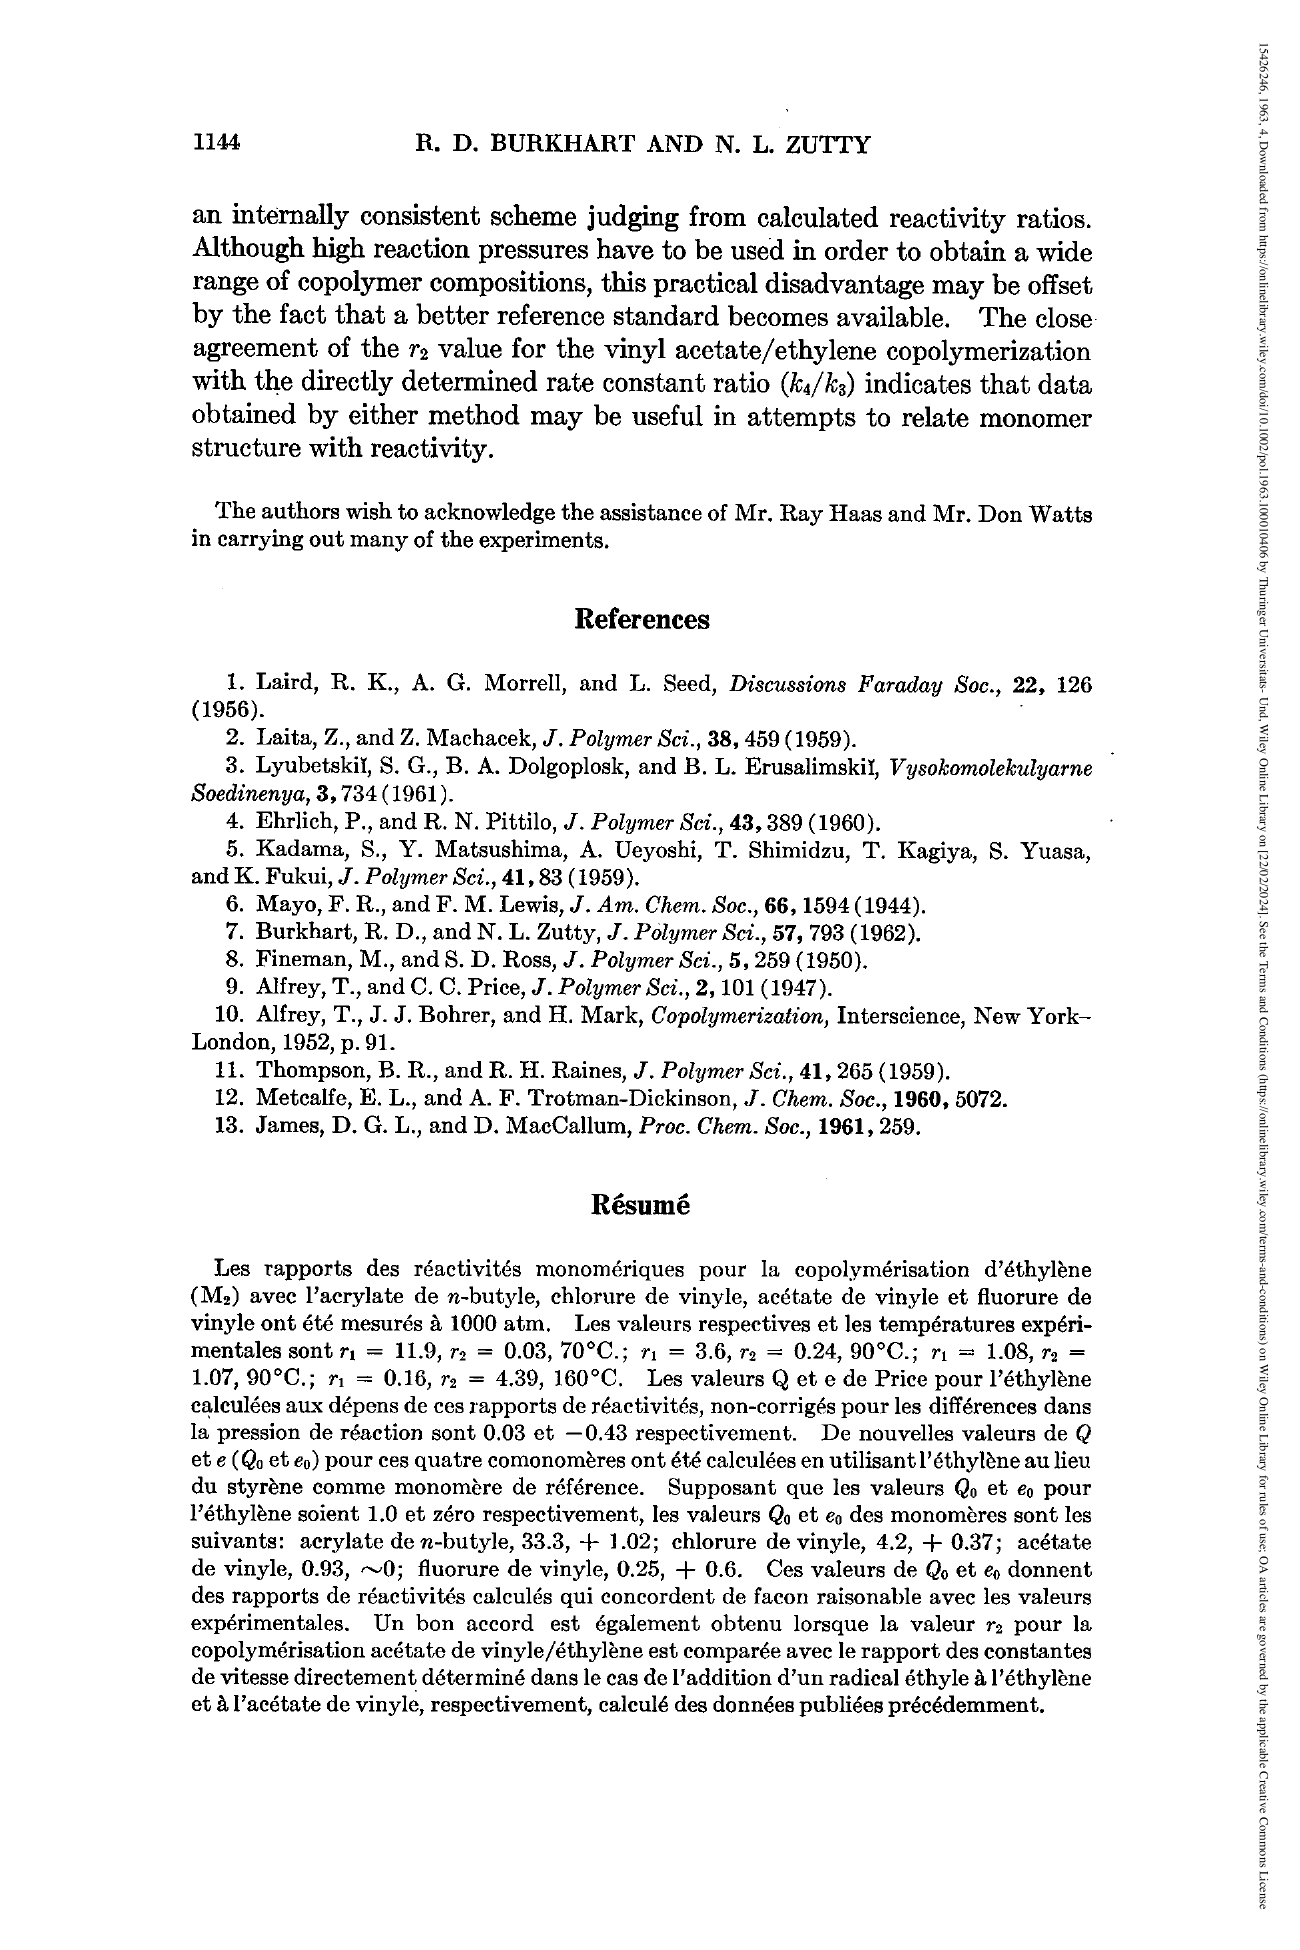 1144
R. D. BURKHART AND N. L. ZUTTY
an internally consistent scheme judging from calculated reactivity ratios.
Although high reaction pressures have to be used in order to obtain a wide
range of copolymer compositions, this practical disadvantage may be offset
by the fact that a better reference standard becomes available. The close
agreement of the r₂ value for the vinyl acetate/ethylene copolymerization
with the directly determined rate constant ratio (k₄/k₃) indicates that data
obtained by either method may be useful in attempts to relate monomer
structure with reactivity.
The authors wish to acknowledge the assistance of Mr. Ray Haas and Mr. Don Watts
in carrying out many of the experiments.
References
1. Laird, R. K., A. G. Morrell, and L. Seed, Discussions Faraday Soc., 22, 126
(1956).
2. Laita, Z., and Z. Machacek, J. Polymer Sci., 38, 459 (1959).
3. Lyubetskiĭ, S. G., B. A. Dolgoplosk, and B. L. Erusalimskiĭ, Vysokomolekulyarne
Soedinenya, 3, 734 (1961).
4. Ehrlich, P., and R. N. Pittilo, J. Polymer Sci., 43, 389 (1960).
5. Kadama, S., Y. Matsushima, A. Ueyoshi, T. Shimidzu, T. Kagiya, S. Yuasa,
and K. Fukui, J. Polymer Sci., 41, 83 (1959).
6. Mayo, F. R., and F. M. Lewis, J. Am. Chem. Soc., 66, 1594 (1944).
7. Burkhart, R. D., and N. L. Zutty, J. Polymer Sci., 57, 793 (1962).
8. Fineman, M., and S. D. Ross, J. Polymer Sci., 5, 259 (1950).
9. Alfrey, T., and C. C. Price, J. Polymer Sci., 2, 101 (1947).
10. Alfrey, T., J. J. Bohrer, and H. Mark, Copolymerization, Interscience, New York–
London, 1952, p. 91.
11. Thompson, B. R., and R. H. Raines, J. Polymer Sci., 41, 265 (1959).
12. Metcalfe, E. L., and A. F. Trotman-Dickinson, J. Chem. Soc., 1960, 5072.
13. James, D. G. L., and D. MacCallum, Proc. Chem. Soc., 1961, 259.
Résumé
Les rapports des réactivités monomériques pour la copolymérisation d'éthylène
(M₂) avec l'acrylate de n-butyle, chlorure de vinyle, acétate de vinyle et fluorure de
vinyle ont été mesurés à 1000 atm. Les valeurs respectives et les températures expéri-
mentales sont r₁ = 11.9, r₂ = 0.03, 70°C.; r₁ = 3.6, r₂ = 0.24, 90°C.; r₁ = 1.08, r₂ =
1.07, 90°C.; r₁ = 0.16, r₂ = 4.39, 160°C. Les valeurs Q et e de Price pour l'éthylène
calculées aux dépens de ces rapports de réactivités, non-corrigés pour les différences dans
la pression de réaction sont 0.03 et −0.43 respectivement. De nouvelles valeurs de Q
et e (Q₀ et e₀) pour ces quatre comonomères ont été calculées en utilisant l'éthylène au lieu
du styrène comme monomère de référence. Supposant que les valeurs Q₀ et e₀ pour
l'éthylène soient 1.0 et zéro respectivement, les valeurs Q₀ et e₀ des monomères sont les
suivants: acrylate de n-butyle, 33.3, + 1.02; chlorure de vinyle, 4.2, + 0.37; acétate
de vinyle, 0.93, ~0; fluorure de vinyle, 0.25, + 0.6. Ces valeurs de Q₀ et e₀ donnent
des rapports de réactivités calculés qui concordent de facon raisonable avec les valeurs
expérimentales. Un bon accord est également obtenu lorsque la valeur r₂ pour la
copolymérisation acétate de vinyle/éthylène est comparée avec le rapport des constantes
de vitesse directement déterminé dans le cas de l'addition d'un radical éthyle à l'éthylène
et à l'acétate de vinyle, respectivement, calculé des données publiées précédemment.
15426246, 1963, 4, Downloaded from https://onlinelibrary.wiley.com/doi/10.1002/pol.1963.100010406 by Thuringer Universitats- Und, Wiley Online Library on [22/02/2024]. See the Terms and Conditions (https://onlinelibrary.wiley.com/terms-and-conditions) on Wiley Online Library for rules of use; OA articles are governed by the applicable Creative Commons License